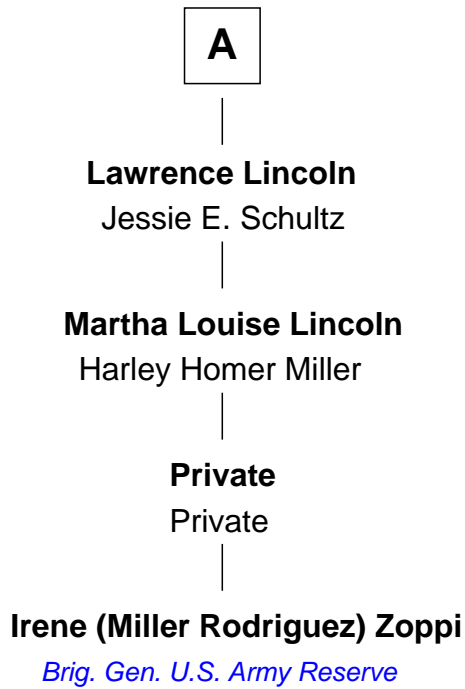 A
Lawrence Lincoln
Jessie E. Schultz
Martha Louise Lincoln
Harley Homer Miller
Private
Private
Irene (Miller Rodriguez) Zoppi
Brig. Gen. U.S. Army Reserve